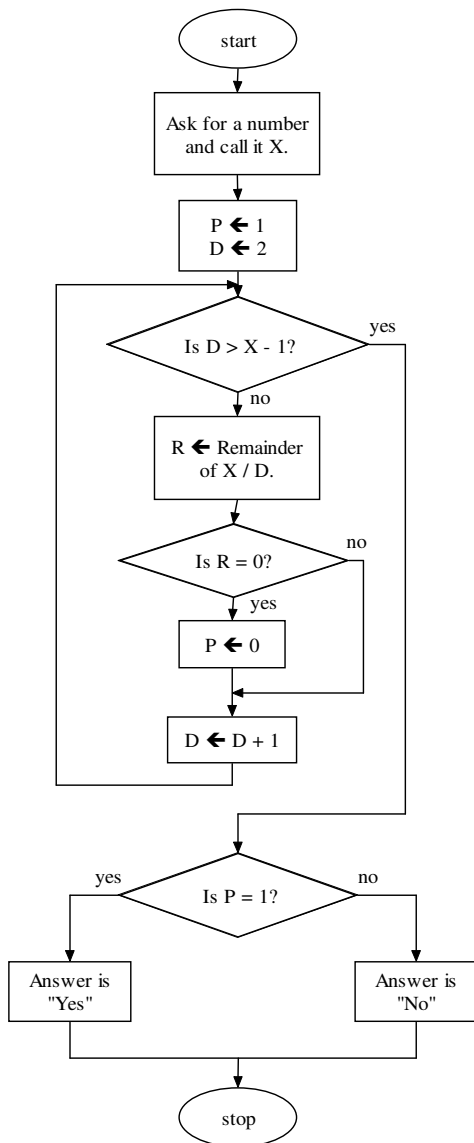 start
Ask for a number
and call it X.
P 🡸 1
D 🡸 2
Is D > X - 1?
yes
no
R 🡸 Remainder
of X / D.
Is R = 0?
no
yes
P 🡸 0
D 🡸 D + 1
yes
Is P = 1?
no
Answer is
"Yes"
Answer is
"No"
stop